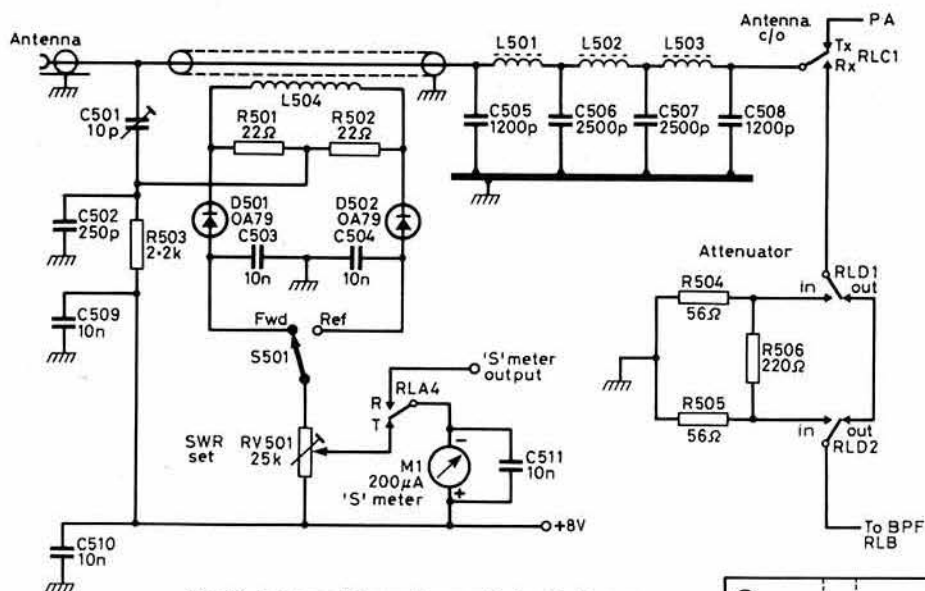 Antenna
Antenna
c/o
PA
Tx
Rx
RLC1
L501
L502
L503
L504
C501
10p
R501
22Ω
R502
22Ω
C505
1200p
C506
2500p
C507
2500p
C508
1200p
D501
OA79
D502
OA79
C502
250p
R503
2·2k
C503
10n
C504
10n
Attenuator
RLD1
in
out
R504
56Ω
C509
10n
Fwd
Ref
S501
'S' meter
output
R506
220Ω
RLA4
R
T
R505
56Ω
in
out
RLD2
SWR
set
RV501
25k
C511
10n
M1
200μA
'S' meter
−
+
+8V
C510
10n
To BPF
RLB